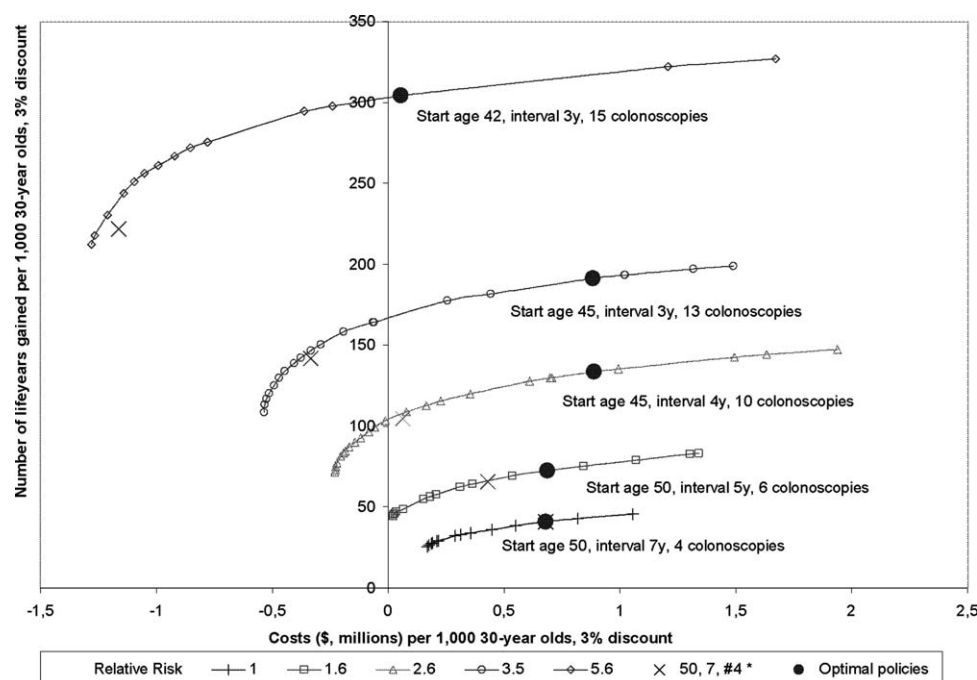 Number of lifeyears gained per 1,000 30-year olds, 3% discount
350
300
250
200
150
100
50
0
Start age 42, interval 3y, 15 colonoscopies
Start age 45, interval 3y, 13 colonoscopies
Start age 45, interval 4y, 10 colonoscopies
Start age 50, interval 5y, 6 colonoscopies
Start age 50, interval 7y, 4 colonoscopies
-1,5 -1 -0,5 0 0,5 1 1,5 2 2,5
Costs ($, millions) per 1,000 30-year olds, 3% discount
Relative Risk 1 1.6 2.6 3.5 5.6 50, 7, #4 * Optimal policies